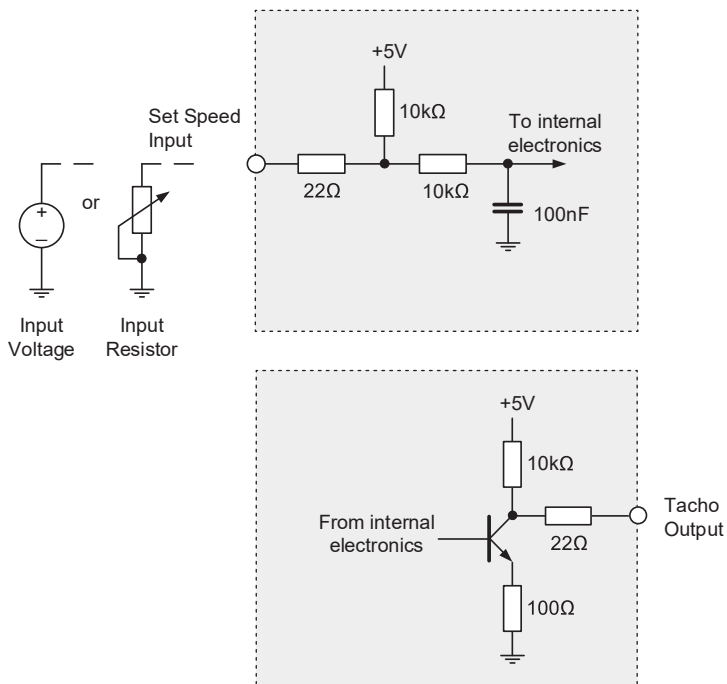 +5V
10kΩ
Set Speed
Input
To internal
electronics
22Ω
10kΩ
100nF
+
or
−
Input
Voltage
Input
Resistor
+5V
10kΩ
From internal
electronics
22Ω
Tacho
Output
100Ω